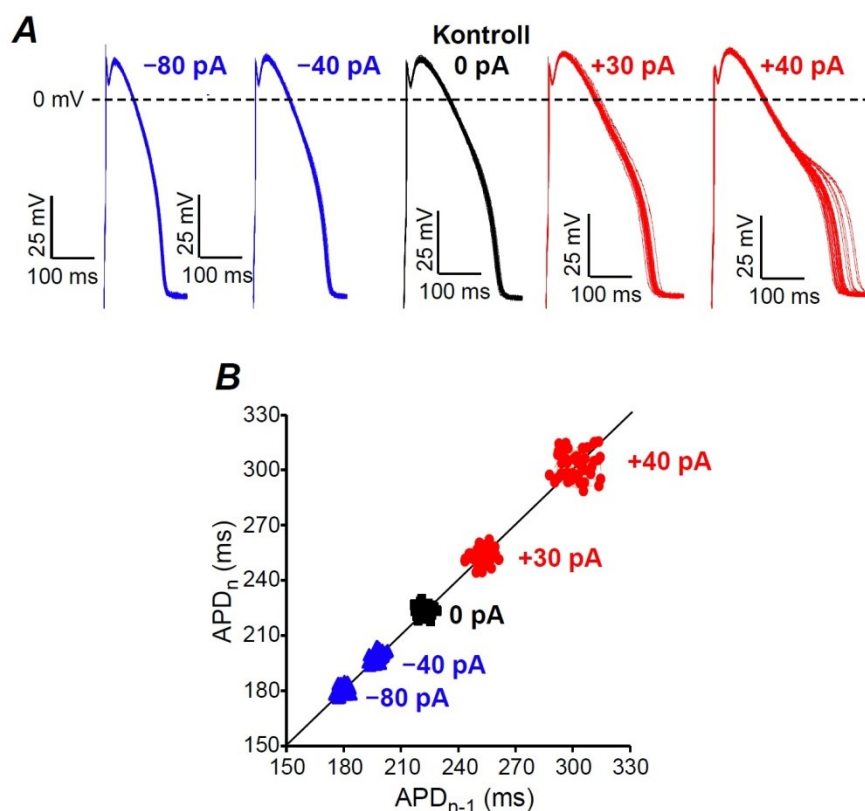 A
Kontroll
−80 pA
−40 pA
0 pA
+30 pA
+40 pA
0 mV
25 mV
100 ms
25 mV
100 ms
25 mV
100 ms
25 mV
100 ms
25 mV
100 ms
B
330
300
270
240
210
180
150
APDn (ms)
+40 pA
+30 pA
0 pA
−40 pA
−80 pA
150 180 210 240 270 300 330
APDn-1 (ms)